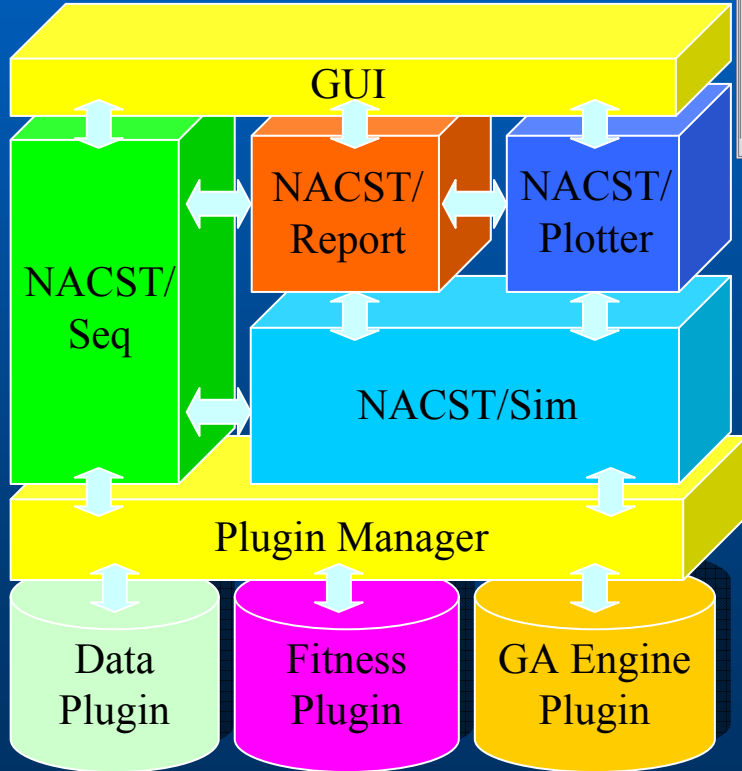 GUI
NACST/
Seq
NACST/
Report
NACST/
Plotter
NACST/Sim
Plugin Manager
Data
Plugin
Fitness
Plugin
GA Engine
Plugin